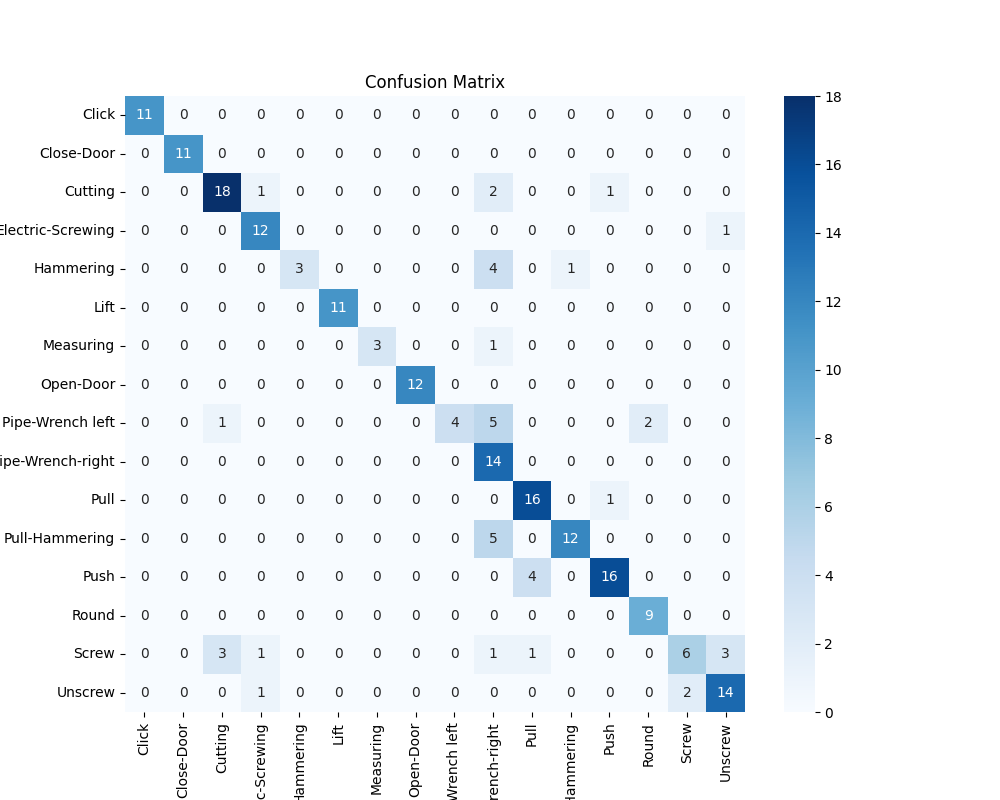 Confusion Matrix
Click 11 0 0 0 0 0 0 0 0 0 0 0 0 0 0 0
Close-Door 0 11 0 0 0 0 0 0 0 0 0 0 0 0 0 0
Cutting 0 0 18 1 0 0 0 0 0 2 0 0 1 0 0 0
Electric-Screwing 0 0 0 12 0 0 0 0 0 0 0 0 0 0 0 1
Hammering 0 0 0 0 3 0 0 0 0 4 0 1 0 0 0 0
Lift 0 0 0 0 0 11 0 0 0 0 0 0 0 0 0 0
Measuring 0 0 0 0 0 0 3 0 0 1 0 0 0 0 0 0
Open-Door 0 0 0 0 0 0 0 12 0 0 0 0 0 0 0 0
Pipe-Wrench left 0 0 1 0 0 0 0 0 4 5 0 0 0 2 0 0
ipe-Wrench-right 0 0 0 0 0 0 0 0 0 14 0 0 0 0 0 0
Pull 0 0 0 0 0 0 0 0 0 0 16 0 1 0 0 0
Pull-Hammering 0 0 0 0 0 0 0 0 0 5 0 12 0 0 0 0
Push 0 0 0 0 0 0 0 0 0 0 4 0 16 0 0 0
Round 0 0 0 0 0 0 0 0 0 0 0 0 0 9 0 0
Screw 0 0 3 1 0 0 0 0 0 1 1 0 0 0 6 3
Unscrew 0 0 0 1 0 0 0 0 0 0 0 0 0 0 2 14
Click
Close-Door
Cutting
c-Screwing
Hammering
Lift
Measuring
Open-Door
Wrench left
rench-right
Pull
Hammering
Push
Round
Screw
Unscrew
18
16
14
12
10
8
6
4
2
0